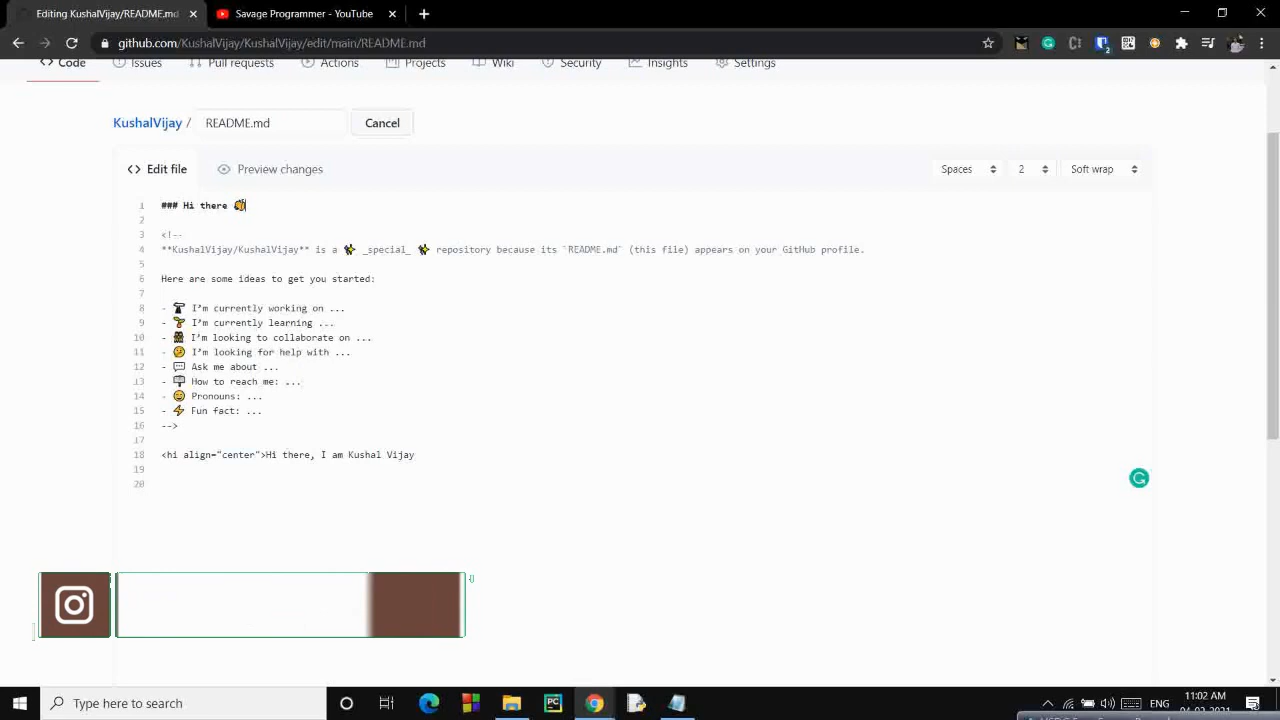 Editing KushalVijay/README.md
Savage Programmer - YouTube
github.com/KushalVijay/KushalVijay/edit/main/README.md
Code Issues Pull requests Actions Projects Wiki Security Insights Settings
KushalVijay / README.md Cancel
Edit file Preview changes Spaces 2 Soft wrap
1 ### Hi there 👋
2
3 <!--
4 **KushalVijay/KushalVijay** is a ✨ _special_ ✨ repository because its `README.md` (this file) appears on your GitHub profile.
5
6 Here are some ideas to get you started:
7
8 - 🔭 I'm currently working on ...
9 - 🌱 I'm currently learning ...
10 - 👯 I'm looking to collaborate on ...
11 - 🤔 I'm looking for help with ...
12 - 💬 Ask me about ...
13 - 📫 How to reach me: ...
14 - 😄 Pronouns: ...
15 - ⚡ Fun fact: ...
16 -->
17
18 <hi align="center">Hi there, I am Kushal Vijay
19
20
Type here to search
ENG
11:02 AM